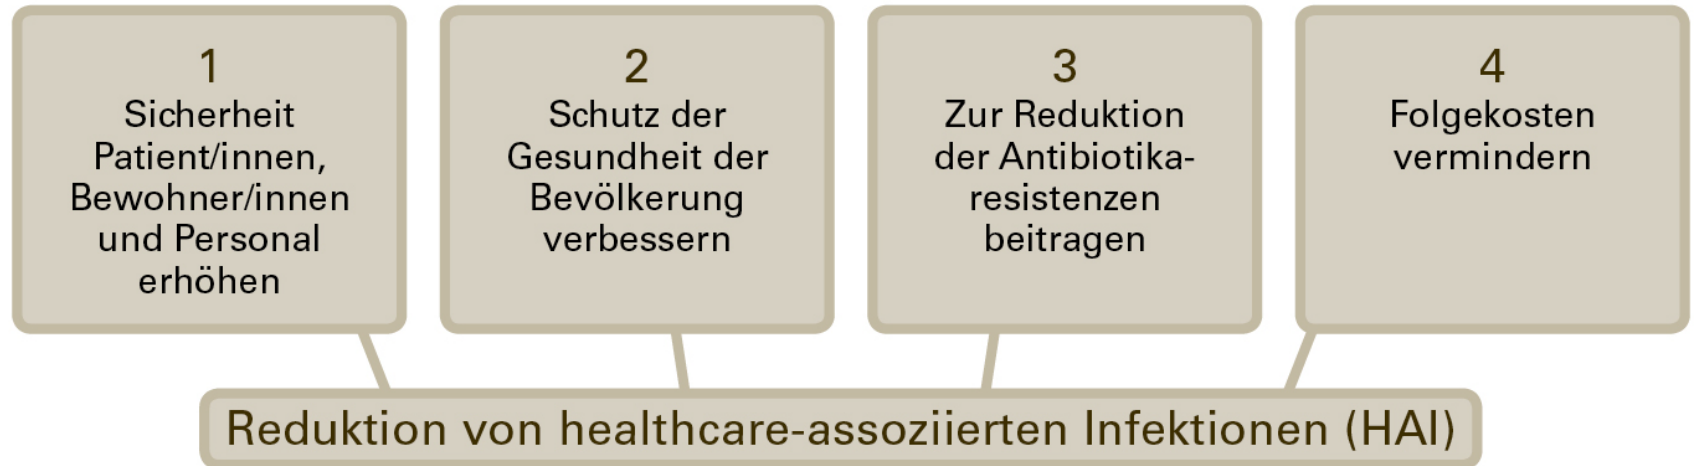 1
Sicherheit
Patient/innen,
Bewohner/innen
und Personal
erhöhen
2
Schutz der
Gesundheit der
Bevölkerung
verbessern
3
Zur Reduktion
der Antibiotika-
resistenzen
beitragen
4
Folgekosten
vermindern
Reduktion von healthcare-assoziierten Infektionen (HAI)